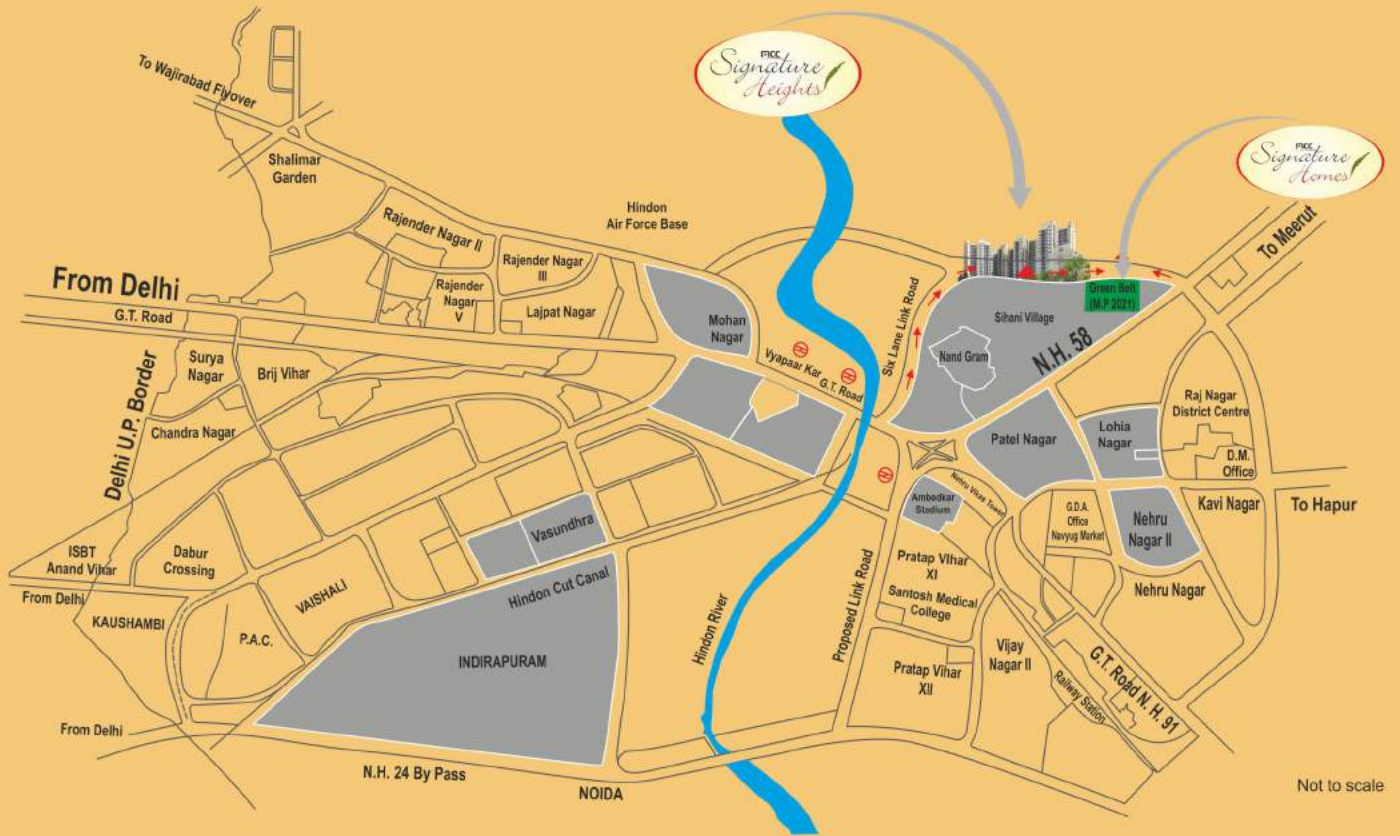 MCC
Signature
Heights
MCC
Signature
Homes
To Wajirabad Flyover
Shalimar
Garden
Rajender Nagar II
Hindon
Air Force Base
Rajender Nagar
III
Rajender
Nagar
V
Lajpat Nagar
From Delhi
G.T. Road
Mohan
Nagar
Vyapaar Kar
G.T. Road
Six Lane Link Road
Sihani Village
Green Belt
(M.P 2021)
Nand Gram
N.H. 58
To Meerut
Surya
Nagar
Brij Vihar
Delhi U.P. Border
Chandra Nagar
Raj Nagar
District Centre
Patel Nagar
Lohia
Nagar
D.M.
Office
Ambedkar
Stadium
Nehru Vikas Tower
G.D.A.
Office
Navyug Market
Nehru
Nagar II
Kavi Nagar
To Hapur
Vasundhra
ISBT
Anand Vihar
Dabur
Crossing
From Delhi
KAUSHAMBI
VAISHALI
P.A.C.
Hindon Cut Canal
INDIRAPURAM
Hindon River
Proposed Link Road
Pratap VIhar
XI
Santosh Medical
College
Nehru Nagar
Pratap Vihar
XII
Vijay
Nagar II
G.T. Road N.H. 91
Railway Station
From Delhi
N.H. 24 By Pass
NOIDA
Not to scale